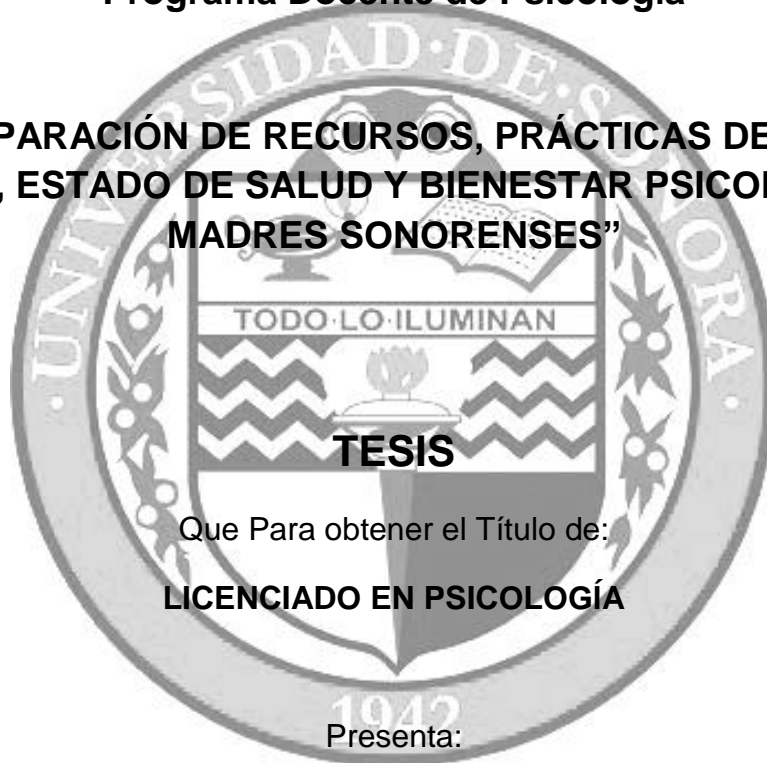 Programa Docente de Psicología
UNIVERSIDAD·DE·SONORA
PARACIÓN DE RECURSOS, PRÁCTICAS DE
, ESTADO DE SALUD Y BIENESTAR PSICO
MADRES SONORENSES”
TODO·LO·ILUMINAN
TESIS
Que Para obtener el Título de:
LICENCIADO EN PSICOLOGÍA
1942
Presenta: